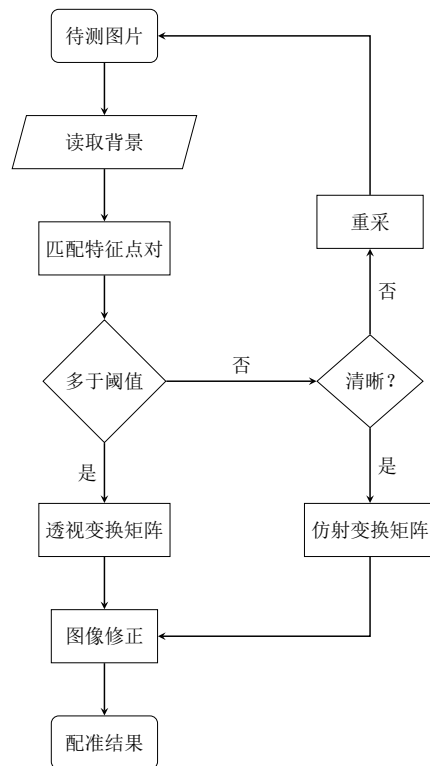 待测图片
读取背景
匹配特征点对
重采
否
多于阈值
否
清晰？
是
是
透视变换矩阵
仿射变换矩阵
图像修正
配准结果